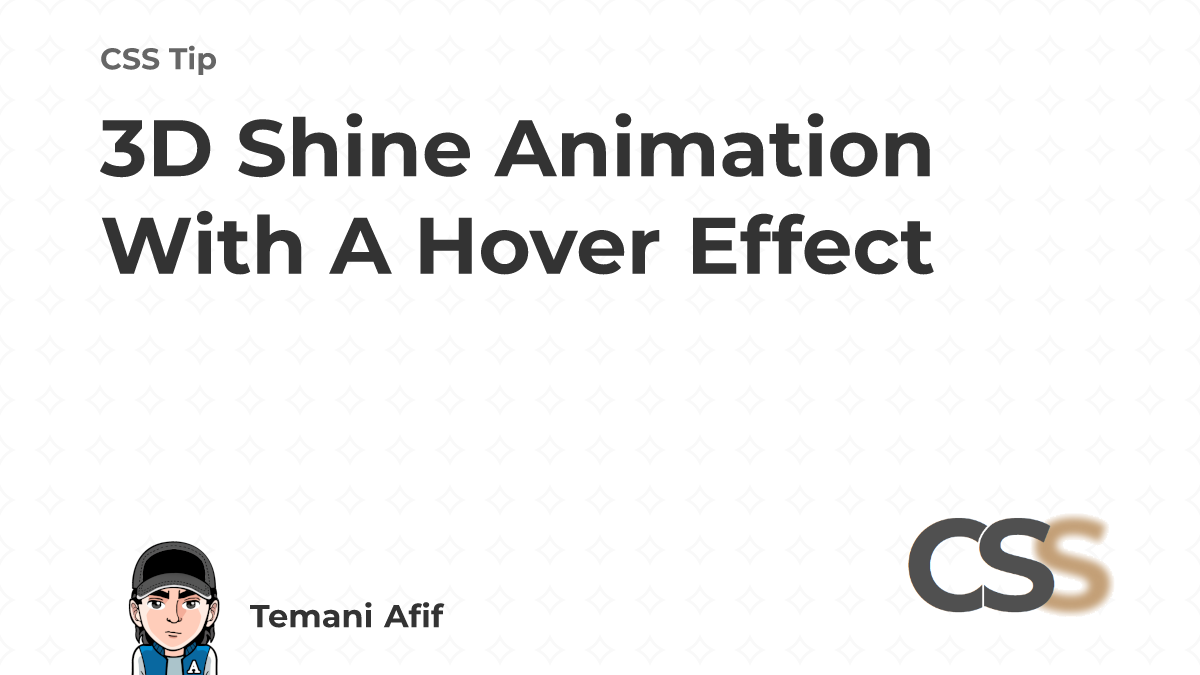 CSS Tip
3D Shine Animation
With A Hover Effect
A
Temani Afif
CSS